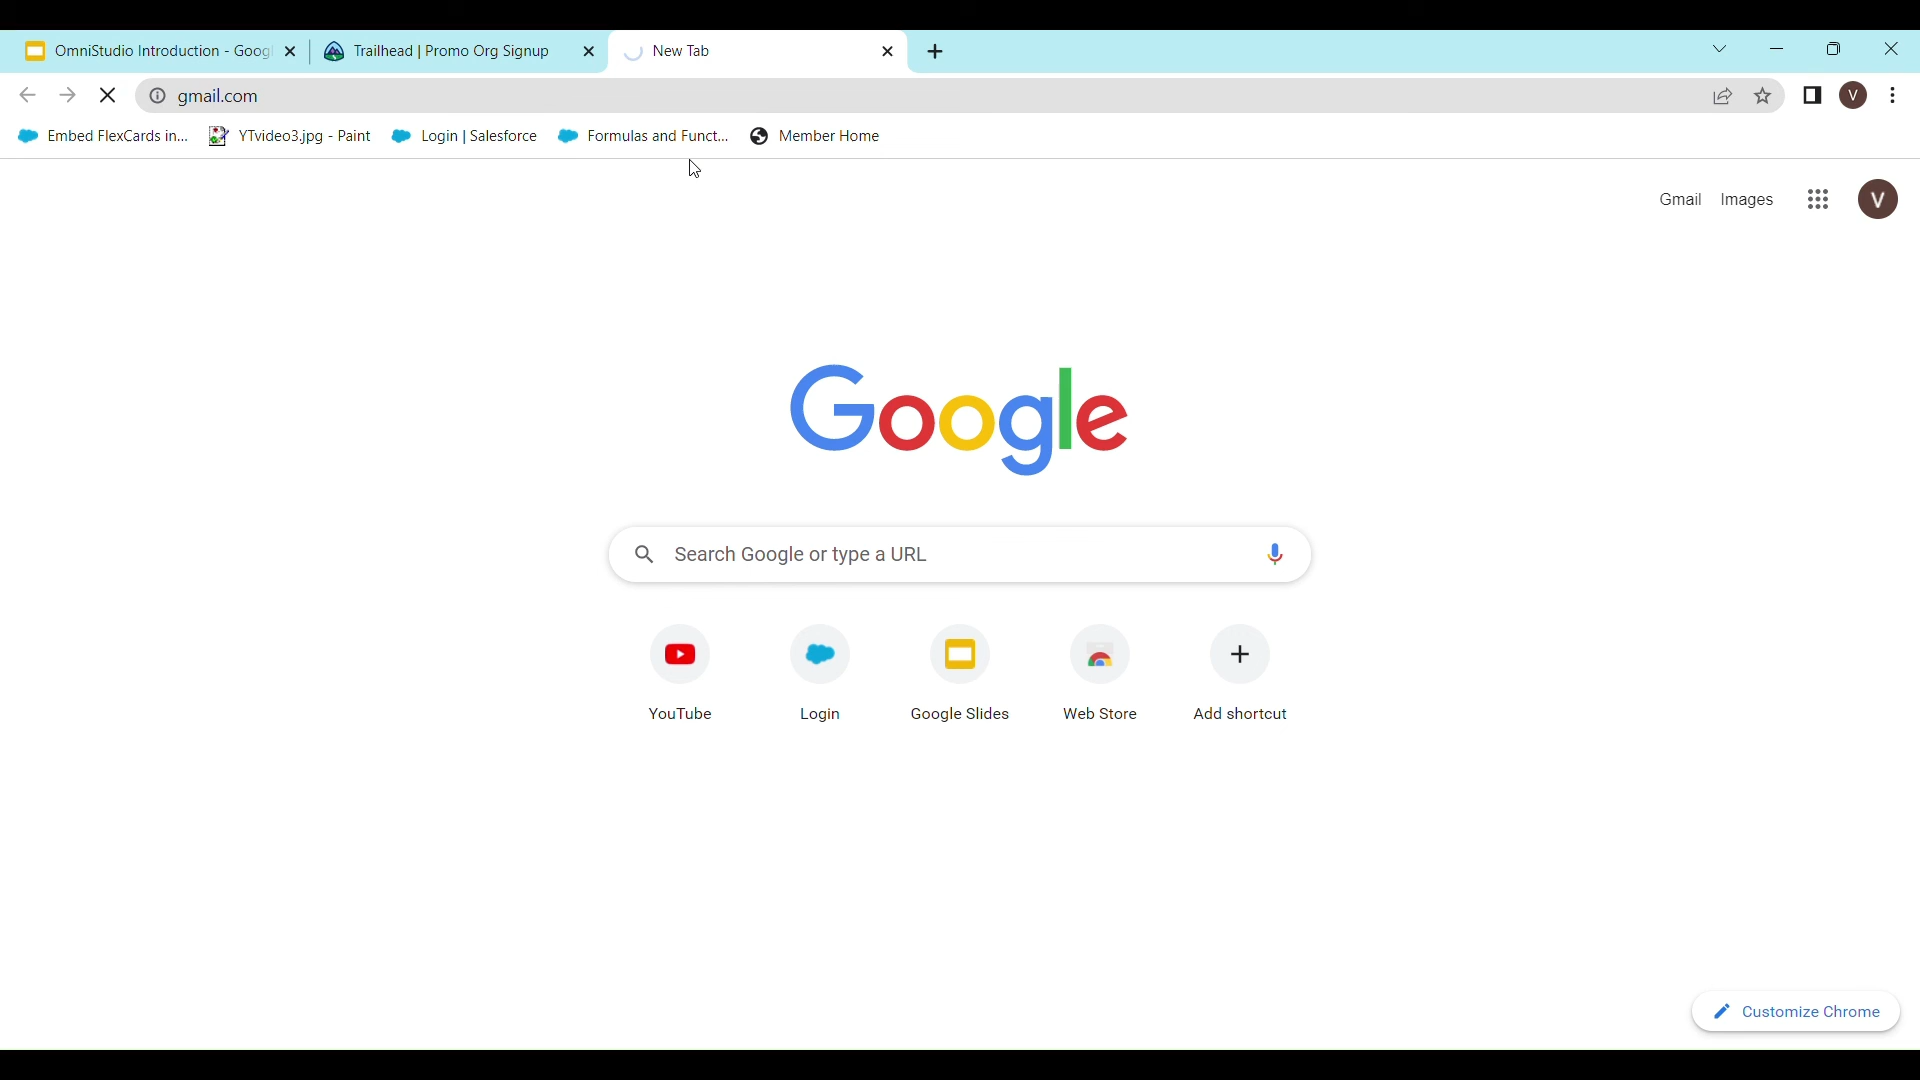 OmniStudio Introduction - Googl
Trailhead | Promo Org Signup
New Tab
gmail.com
V
Embed FlexCards in...
YTvideo3.jpg - Paint
Login | Salesforce
Formulas and Funct...
Member Home
Gmail
Images
V
Google
Search Google or type a URL
YouTube
Login
Google Slides
Web Store
Add shortcut
Customize Chrome